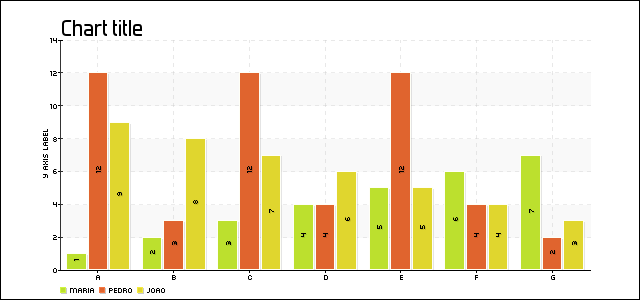 Chart title
14
12
10
8
6
4
2
0
Y AXIS LABEL
1 12 9 2 3 8 3 12 7 4 4 6 5 12 5 6 4 4 7 2 3
A B C D E F G
MARIA PEDRO JOAO